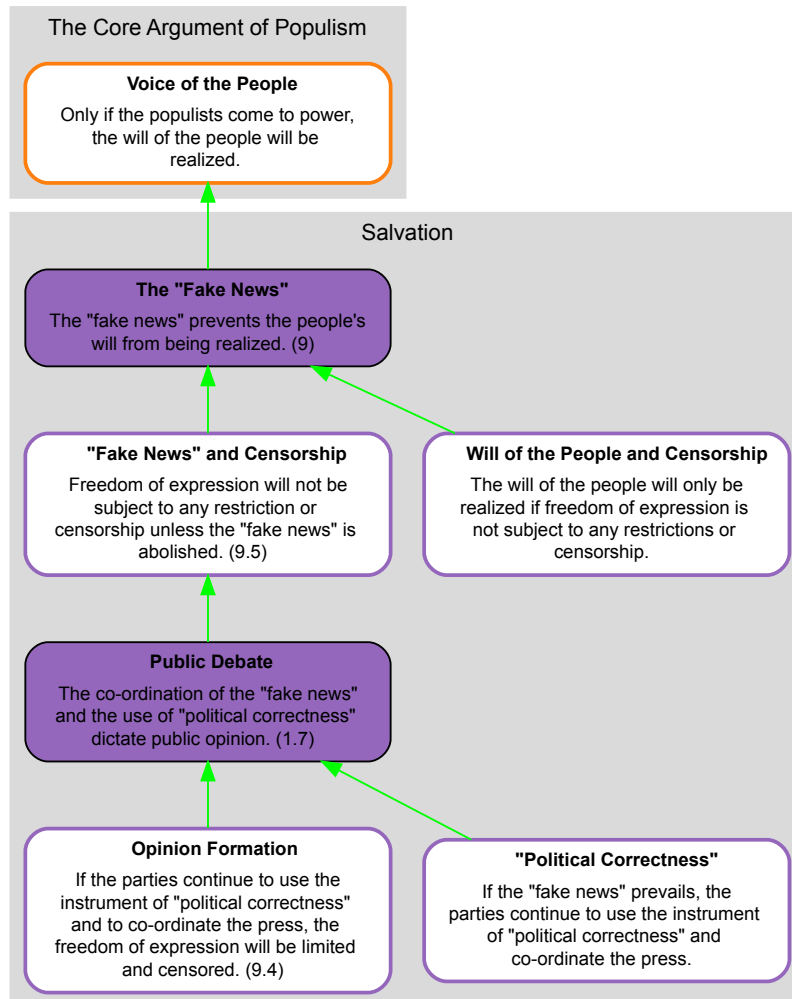 The Core Argument of Populism
Voice of the People
Only if the populists come to power,
the will of the people will be
realized.
Salvation
The "Fake News"
The "fake news" prevents the people's
will from being realized. (9)
"Fake News" and Censorship
Freedom of expression will not be
subject to any restriction or
censorship unless the "fake news" is
abolished. (9.5)
Will of the People and Censorship
The will of the people will only be
realized if freedom of expression is
not subject to any restrictions or
censorship.
Public Debate
The co-ordination of the "fake news"
and the use of "political correctness"
dictate public opinion. (1.7)
Opinion Formation
If the parties continue to use the
instrument of "political correctness"
and to co-ordinate the press, the
freedom of expression will be limited
and censored. (9.4)
"Political Correctness"
If the "fake news" prevails, the
parties continue to use the instrument
of "political correctness" and
co-ordinate the press.